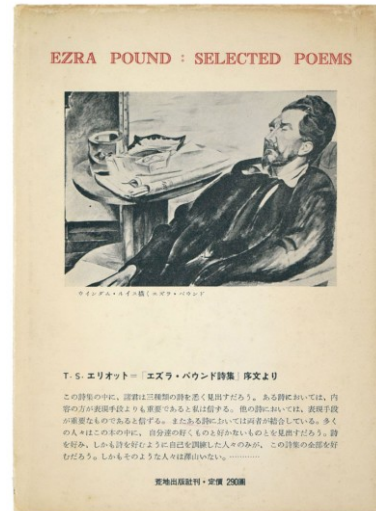 EZRA POUND : SELECTED POEMS
ウインダム・ルイス描くエズラ・パウンド
T. S. エリオット＝「エズラ・パウンド詩集」序文より
この詩集の中に、諸君は三種類の詩を悉く見出すだろう。ある詩においては、内
容の方が表現手段よりも重要であると私は信ずる。他の詩においては、表現手段
が重要なものであると信ずる。またある詩においては両者が結合している。多く
の人々はこの本の中に、自分達の好くものと好かないものとを見出すだろう。詩
を好み、しかも詩を好むように自己を訓練した人々のみが、この詩集の全部を好
むだろう。しかもそのような人々は澤山いない。…………
荒地出版社刊・定價 290圓